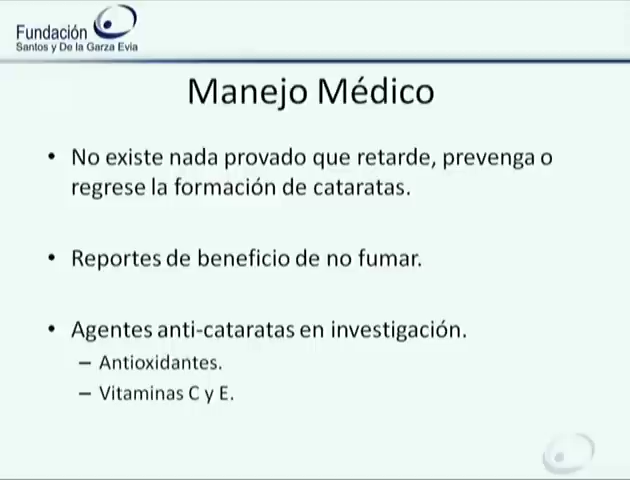 Fundación
Santos y De la Garza Evia
Manejo Médico
• No existe nada provado que retarde, prevenga o
regrese la formación de cataratas.
• Reportes de beneficio de no fumar.
• Agentes anti-cataratas en investigación.
– Antioxidantes.
– Vitaminas C y E.